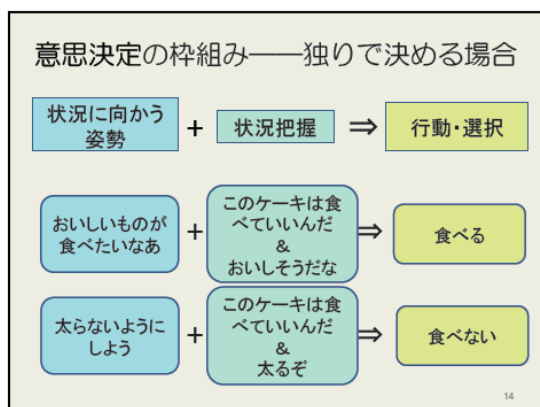 意思決定の枠組み――独りで決める場合
状況に向かう
姿勢
+
状況把握
⇒
行動・選択
おいしいものが
食べたいなあ
+
このケーキは食
べていいんだ
&
おいしそうだな
⇒
食べる
太らないように
しよう
+
このケーキは食
べていいんだ
&
太るぞ
⇒
食べない
14